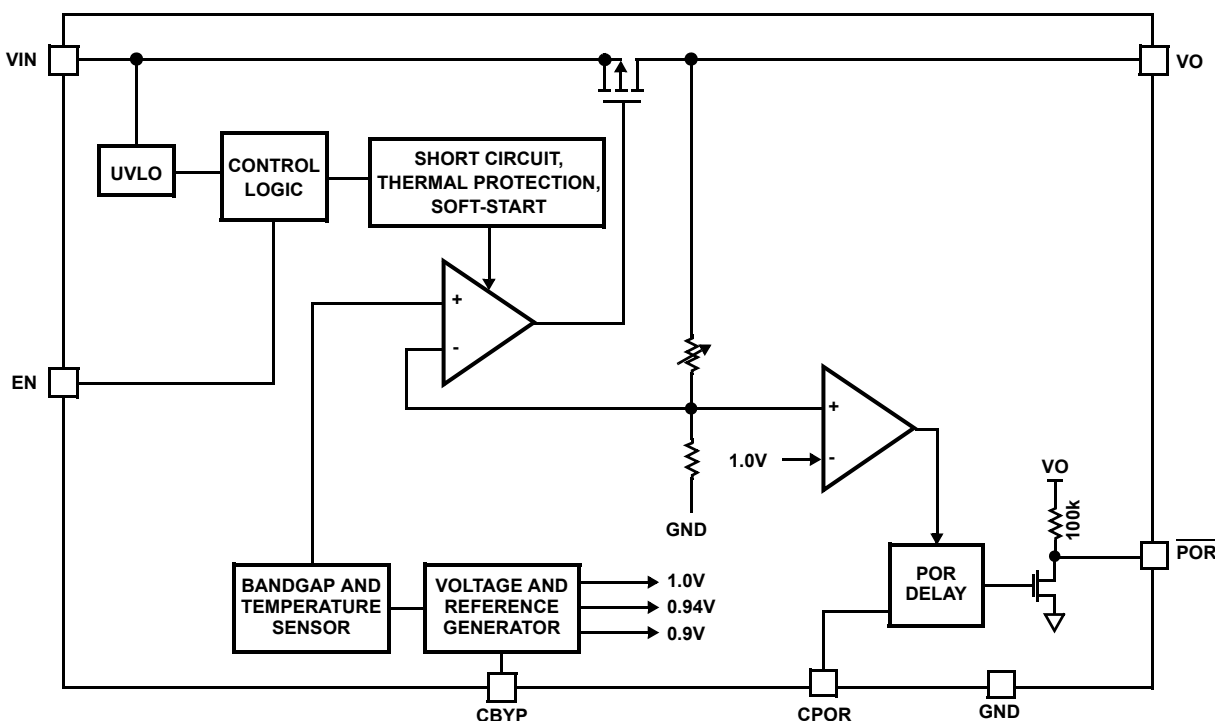 VIN
VO
UVLO
CONTROL
LOGIC
SHORT CIRCUIT,
THERMAL PROTECTION,
SOFT-START
+
-
EN
+
1.0V
-
GND
VO
100k
POR
BANDGAP AND
TEMPERATURE
SENSOR
VOLTAGE AND
REFERENCE
GENERATOR
1.0V
0.94V
0.9V
POR
DELAY
CBYP
CPOR
GND